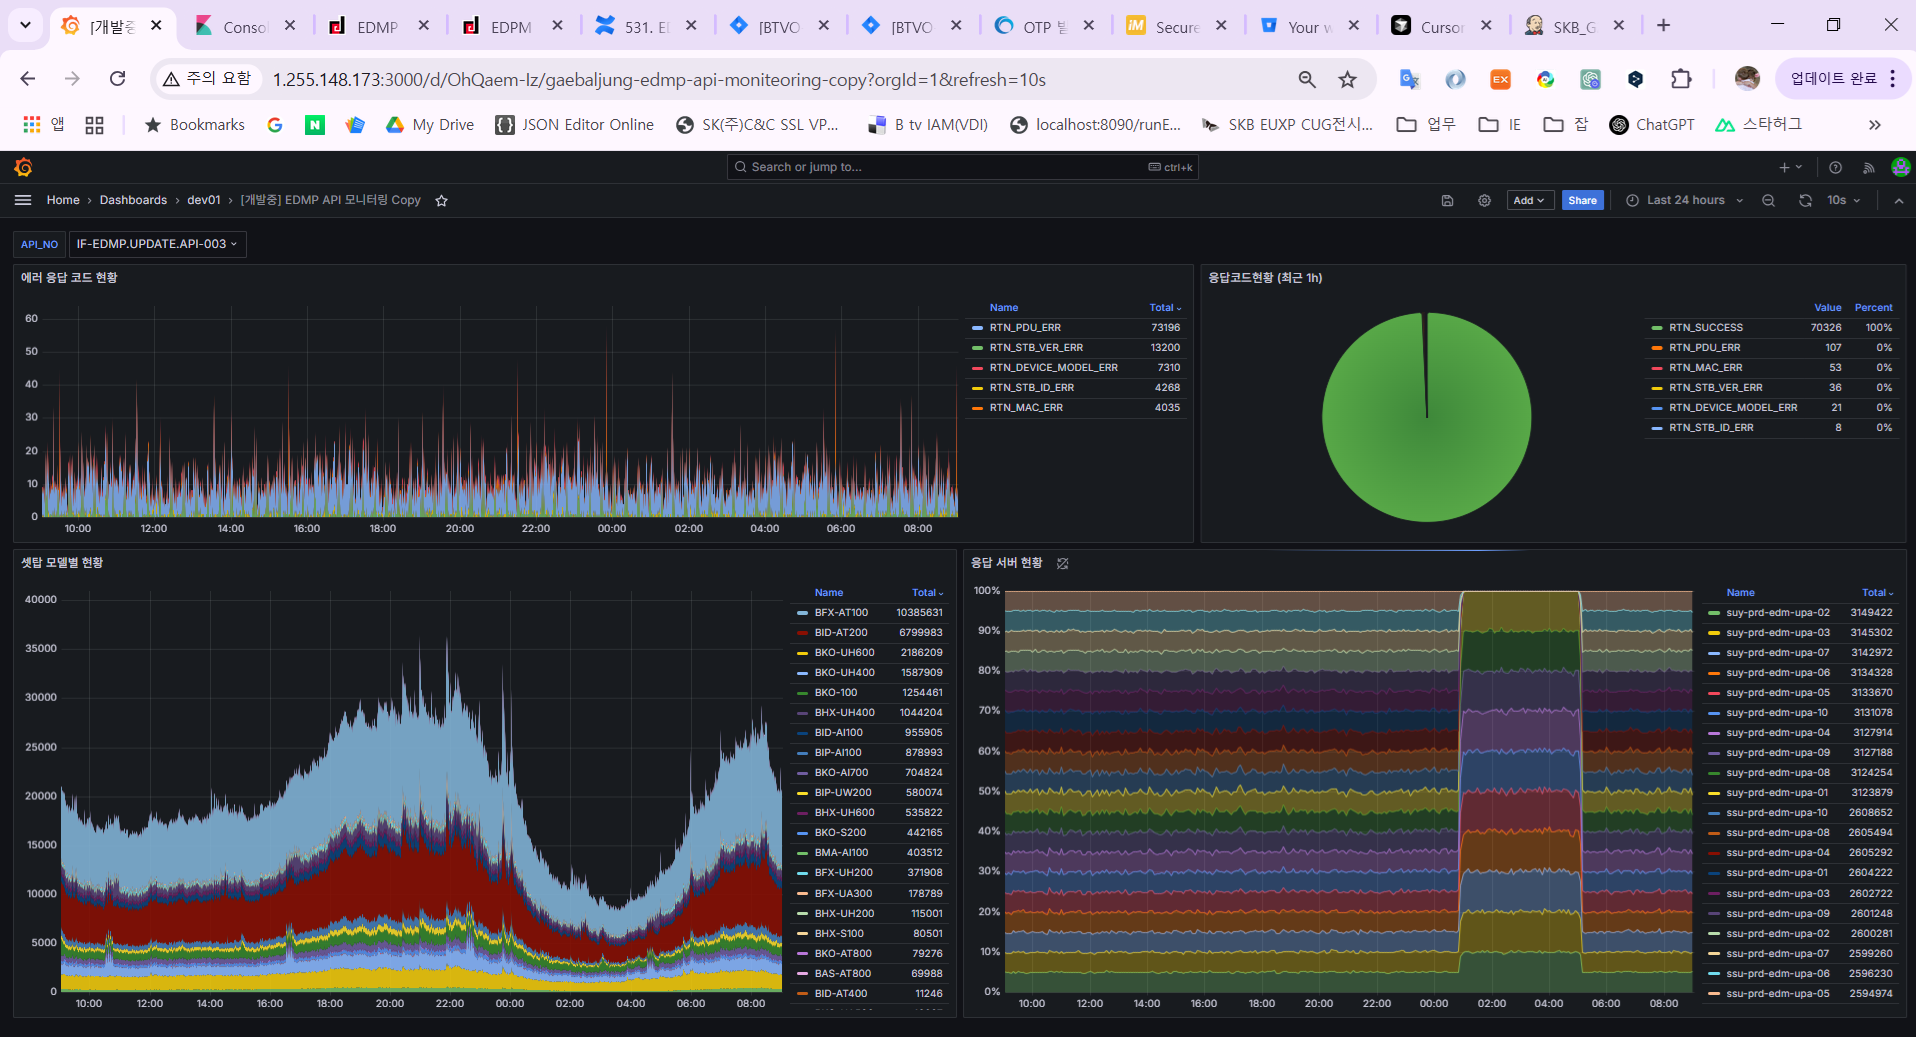 [개발중
Consol
EDMP
EDPM
531. E
[BTVO
[BTVO
OTP 발
Secure
Your w
Cursor
SKB_G
주의 요함
1.255.148.173:3000/d/OhQaem-Iz/gaebaljung-edmp-api-moniteoring-copy?orgId=1&refresh=10s
업데이트 완료
앱
Bookmarks
My Drive
JSON Editor Online
SK(주)C&C SSL VP...
B tv IAM(VDI)
localhost:8090/runE...
SKB EUXP CUG전시...
업무
IE
잡
ChatGPT
스타허그
Search or jump to...
ctrl+k
Home › Dashboards › dev01 › [개발중] EDMP API 모니터링 Copy
Add
Share
Last 24 hours
10s
API_NO
IF-EDMP.UPDATE.API-003
에러 응답 코드 현황
60
50
40
30
20
10
0
10:00 12:00 14:00 16:00 18:00 20:00 22:00 00:00 02:00 04:00 06:00 08:00
Name Total
RTN_PDU_ERR 73196
RTN_STB_VER_ERR 13200
RTN_DEVICE_MODEL_ERR 7310
RTN_STB_ID_ERR 4268
RTN_MAC_ERR 4035
응답코드현황 (최근 1h)
Value Percent
RTN_SUCCESS 70326 100%
RTN_PDU_ERR 107 0%
RTN_MAC_ERR 53 0%
RTN_STB_VER_ERR 36 0%
RTN_DEVICE_MODEL_ERR 21 0%
RTN_STB_ID_ERR 8 0%
셋탑 모델별 현황
40000
35000
30000
25000
20000
15000
10000
5000
0
10:00 12:00 14:00 16:00 18:00 20:00 22:00 00:00 02:00 04:00 06:00 08:00
Name Total
BFX-AT100 10385631
BID-AT200 6799983
BKO-UH600 2186209
BKO-UH400 1587909
BKO-100 1254461
BHX-UH400 1044204
BID-AI100 955905
BIP-AI100 878993
BKO-AI700 704824
BIP-UW200 580074
BHX-UH600 535822
BKO-S200 442165
BMA-AI100 403512
BFX-UH200 371908
BFX-UA300 178789
BHX-UH200 115001
BHX-S100 80501
BKO-AT800 79276
BAS-AT800 69988
BID-AT400 11246
응답 서버 현황
100%
90%
80%
70%
60%
50%
40%
30%
20%
10%
0%
10:00 12:00 14:00 16:00 18:00 20:00 22:00 00:00 02:00 04:00 06:00 08:00
Name Total
suy-prd-edm-upa-02 3149422
suy-prd-edm-upa-03 3145302
suy-prd-edm-upa-07 3142972
suy-prd-edm-upa-06 3134328
suy-prd-edm-upa-05 3133670
suy-prd-edm-upa-10 3131078
suy-prd-edm-upa-04 3127914
suy-prd-edm-upa-09 3127188
suy-prd-edm-upa-08 3124254
suy-prd-edm-upa-01 3123879
ssu-prd-edm-upa-10 2608652
ssu-prd-edm-upa-08 2605494
ssu-prd-edm-upa-04 2605292
ssu-prd-edm-upa-01 2604222
ssu-prd-edm-upa-03 2602722
ssu-prd-edm-upa-09 2601248
ssu-prd-edm-upa-02 2600281
ssu-prd-edm-upa-07 2599260
ssu-prd-edm-upa-06 2596230
ssu-prd-edm-upa-05 2594974